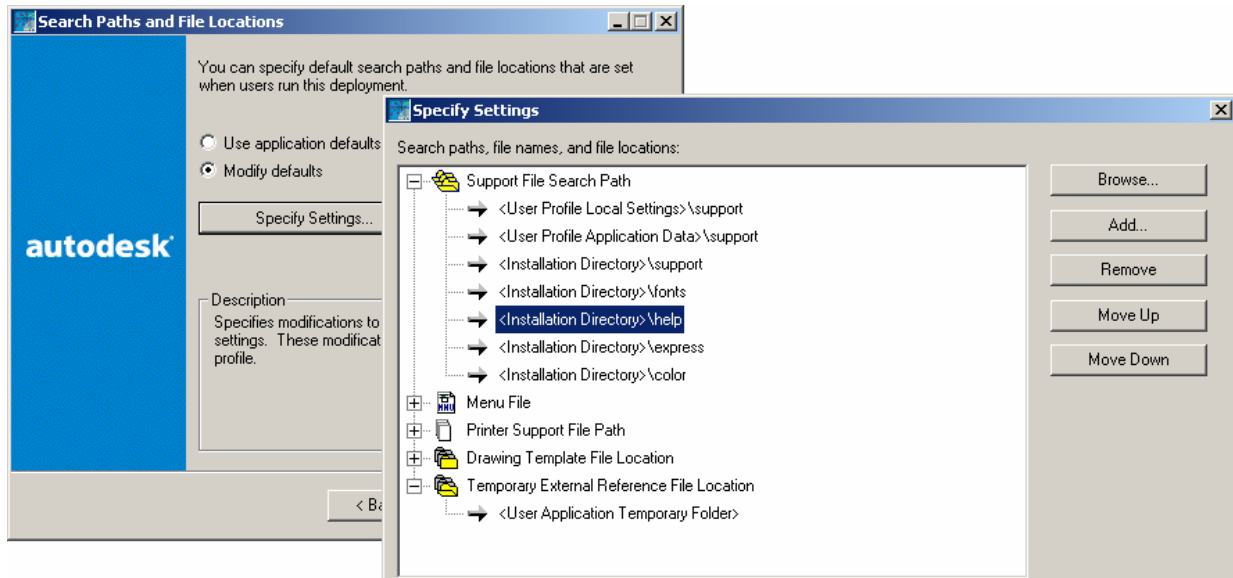 Search Paths and File Locations
You can specify default search paths and file locations that are set
when users run this deployment.
Use application defaults
Modify defaults
Specify Settings...
autodesk
Description
Specifies modifications to
settings. These modificat
profile.
< Ba
Specify Settings
Search paths, file names, and file locations:
Support File Search Path
<User Profile Local Settings>\support
<User Profile Application Data>\support
<Installation Directory>\support
<Installation Directory>\fonts
<Installation Directory>\help
<Installation Directory>\express
<Installation Directory>\color
Menu File
Printer Support File Path
Drawing Template File Location
Temporary External Reference File Location
<User Application Temporary Folder>
Browse...
Add...
Remove
Move Up
Move Down